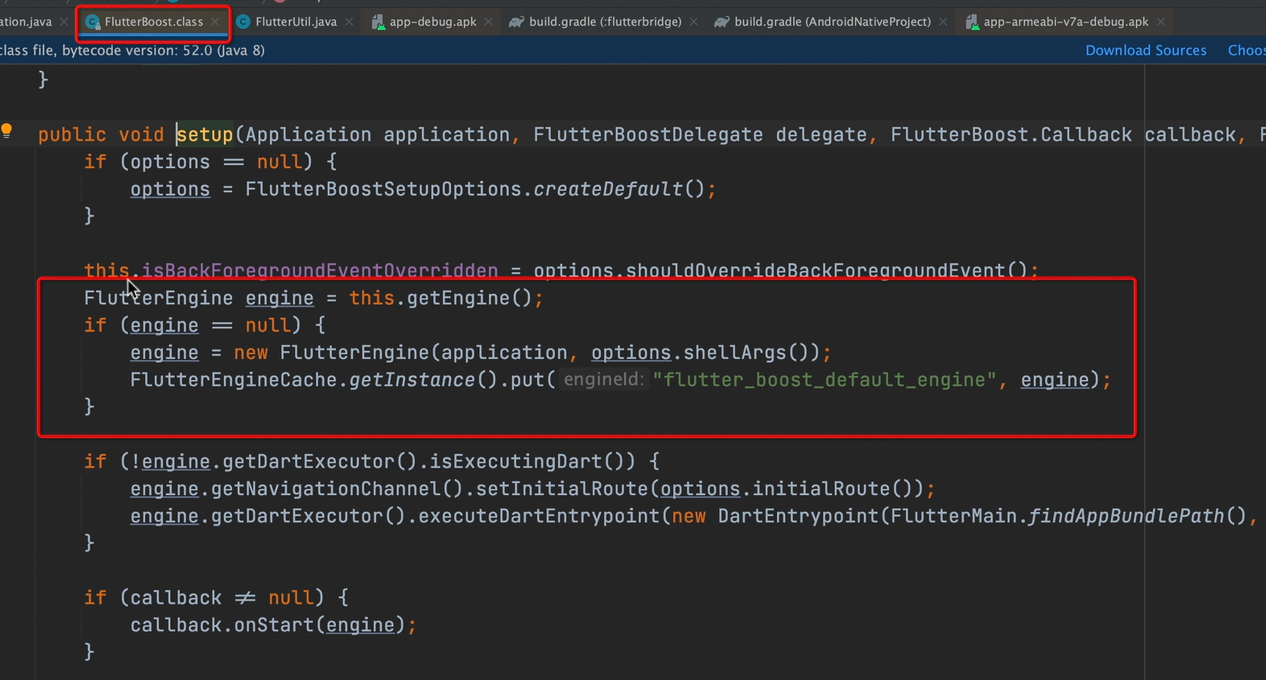 ation.java FlutterBoost.class FlutterUtil.java app-debug.apk build.gradle (:flutterbridge) build.gradle (AndroidNativeProject) app-armeabi-v7a-debug.apk
class file, bytecode version: 52.0 (Java 8) Download Sources Choos
}
public void setup(Application application, FlutterBoostDelegate delegate, FlutterBoost.Callback callback, F
if (options == null) {
options = FlutterBoostSetupOptions.createDefault();
}
this.isBackForegroundEventOverridden = options.shouldOverrideBackForegroundEvent();
FlutterEngine engine = this.getEngine();
if (engine == null) {
engine = new FlutterEngine(application, options.shellArgs());
FlutterEngineCache.getInstance().put( engineId: "flutter_boost_default_engine", engine);
}
if (!engine.getDartExecutor().isExecutingDart()) {
engine.getNavigationChannel().setInitialRoute(options.initialRoute());
engine.getDartExecutor().executeDartEntrypoint(new DartEntrypoint(FlutterMain.findAppBundlePath(),
}
if (callback != null) {
callback.onStart(engine);
}